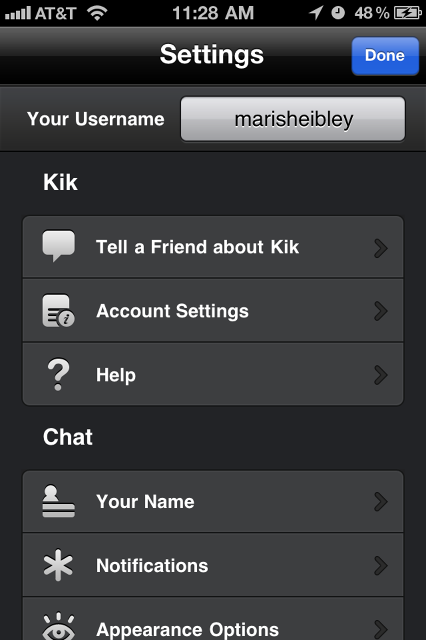 AT&T 11:28 AM 48%
Settings
Done
Your Username marisheibley
Kik
Tell a Friend about Kik
Account Settings
Help
Chat
Your Name
Notifications
Appearance Options